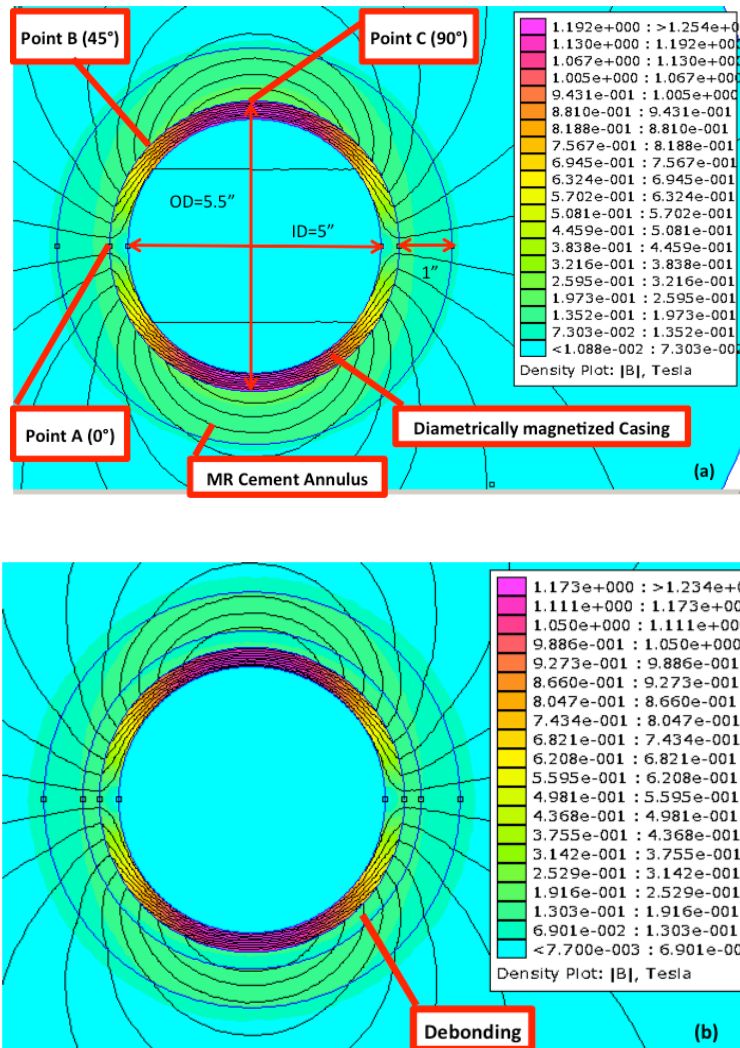 Point B (45°)
Point C (90°)
OD=5.5”
ID=5”
1”
Point A (0°)
Diametrically magnetized Casing
MR Cement Annulus
(a)
1.192e+000 : >1.254e+0
1.130e+000 : 1.192e+000
1.067e+000 : 1.130e+000
1.005e+000 : 1.067e+000
9.431e-001 : 1.005e+000
8.810e-001 : 9.431e-001
8.188e-001 : 8.810e-001
7.567e-001 : 8.188e-001
6.945e-001 : 7.567e-001
6.324e-001 : 6.945e-001
5.702e-001 : 6.324e-001
5.081e-001 : 5.702e-001
4.459e-001 : 5.081e-001
3.838e-001 : 4.459e-001
3.216e-001 : 3.838e-001
2.595e-001 : 3.216e-001
1.973e-001 : 2.595e-001
1.352e-001 : 1.973e-001
7.303e-002 : 1.352e-001
<1.088e-002 : 7.303e-002
Density Plot: |B|, Tesla
1.173e+000 : >1.234e+0
1.111e+000 : 1.173e+00
1.050e+000 : 1.111e+00
9.886e-001 : 1.050e+000
9.273e-001 : 9.886e-001
8.660e-001 : 9.273e-001
8.047e-001 : 8.660e-001
7.434e-001 : 8.047e-001
6.821e-001 : 7.434e-001
6.208e-001 : 6.821e-001
5.595e-001 : 6.208e-001
4.981e-001 : 5.595e-001
4.368e-001 : 4.981e-001
3.755e-001 : 4.368e-001
3.142e-001 : 3.755e-001
2.529e-001 : 3.142e-001
1.916e-001 : 2.529e-001
1.303e-001 : 1.916e-001
6.901e-002 : 1.303e-001
<7.700e-003 : 6.901e-00
Density Plot: |B|, Tesla
Debonding
(b)